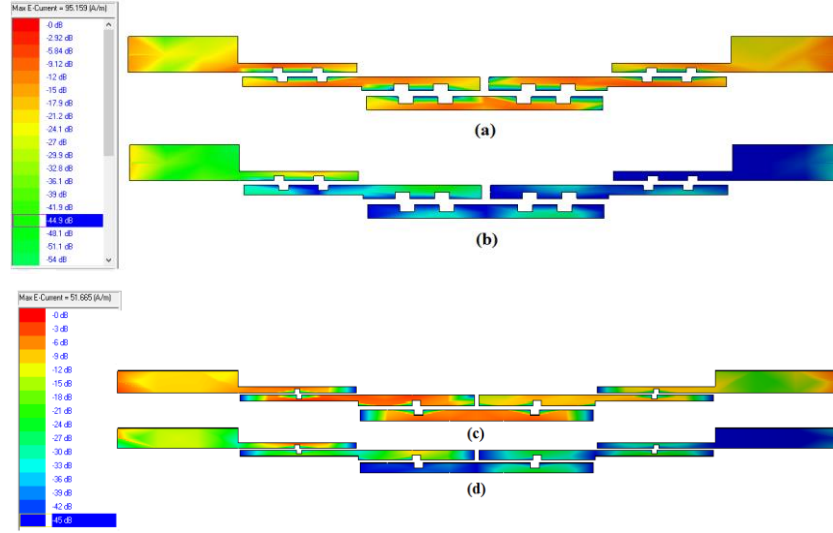 Max E-Current = 95.159 (A/m)
-0 dB
-2.92 dB
-5.84 dB
-9.12 dB
-12 dB
-15 dB
-17.9 dB
-21.2 dB
-24.1 dB
-27 dB
-29.9 dB
-32.8 dB
-36.1 dB
-39 dB
-41.9 dB
-44.9 dB
-48.1 dB
-51.1 dB
-54 dB
(a)
(b)
Max E-Current = 51.665 (A/m)
-0 dB
-3 dB
-6 dB
-9 dB
-12 dB
-15 dB
-18 dB
-21 dB
-24 dB
-27 dB
-30 dB
-33 dB
-36 dB
-39 dB
-42 dB
-45 dB
(c)
(d)